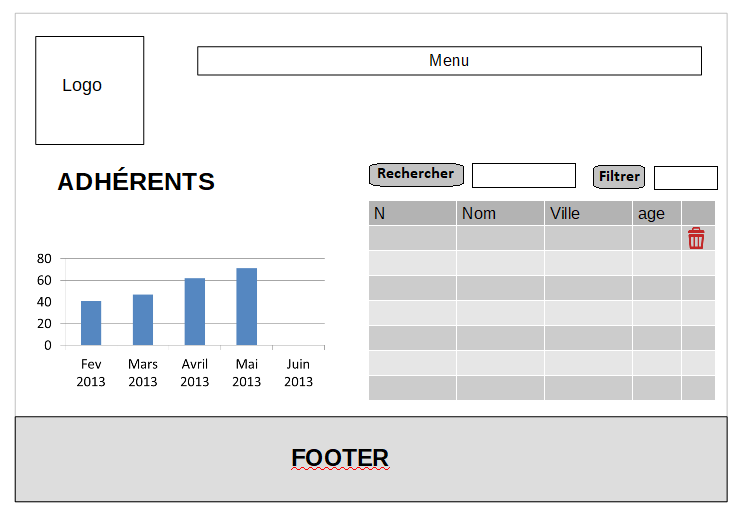 Logo
Menu
ADHÉRENTS
Rechercher
Filtrer
N Nom Ville age
80
60
40
20
0
Fev Mars Avril Mai Juin
2013 2013 2013 2013 2013
FOOTER